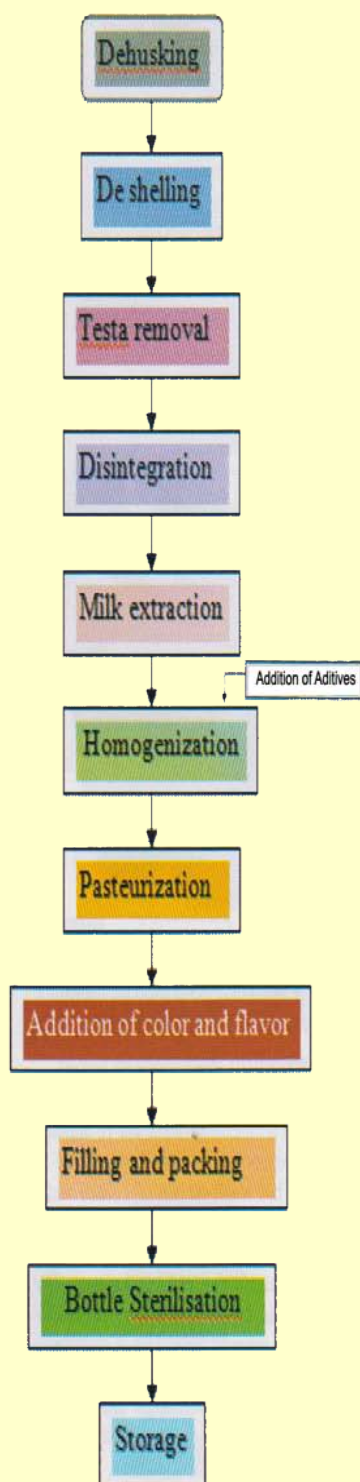 Dehusking
De shelling
Testa removal
Disintegration
Milk extraction
Addition of Aditives
Homogenization
Pasteurization
Addition of color and flavor
Filling and packing
Bottle Sterilisation
Storage